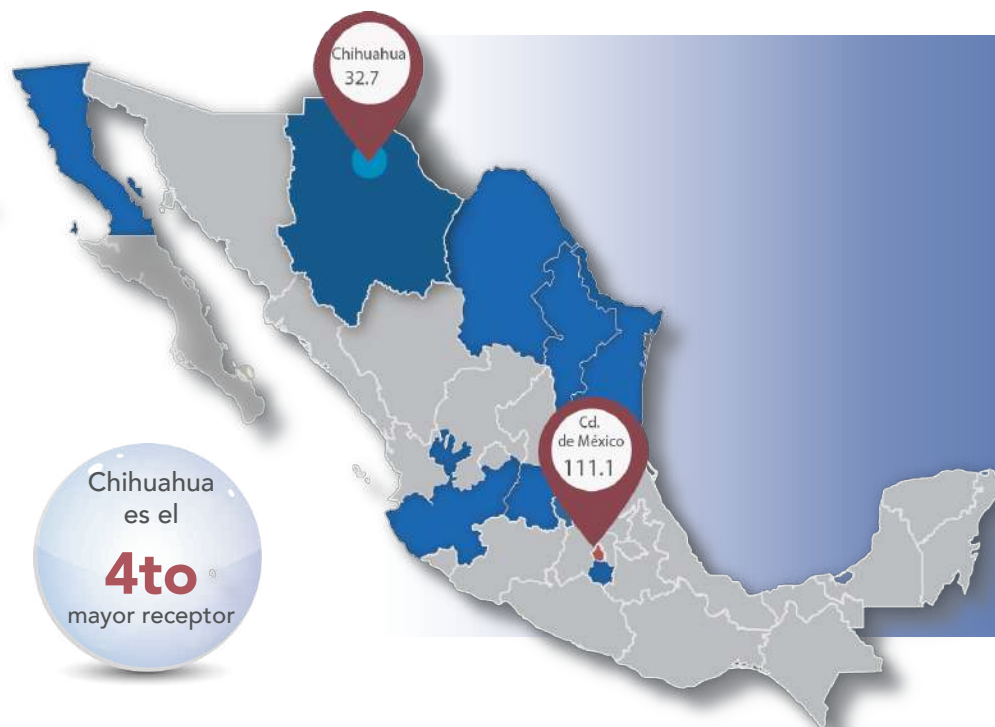 Chihuahua
32.7
Cd.
de México
111.1
Chihuahua
es el
4to
mayor receptor